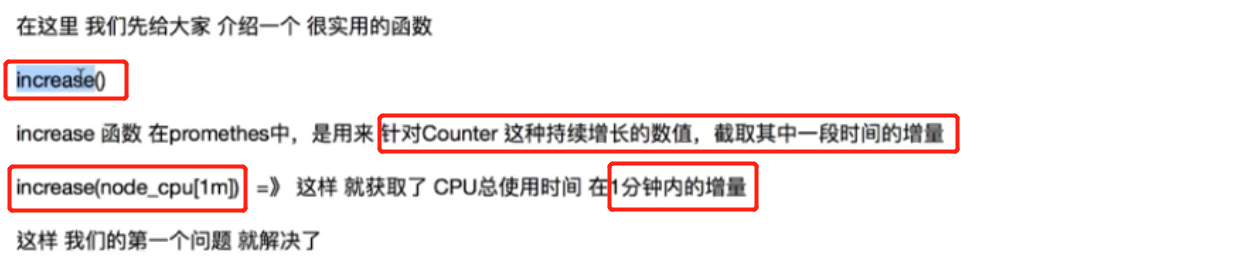 在这里 我们先给大家 介绍一个 很实用的函数
increase()
increase 函数 在promethes中，是用来 针对Counter 这种持续增长的数值，截取其中一段时间的增量
increase(node_cpu[1m]) =》 这样 就获取了 CPU总使用时间 在1分钟内的增量
这样 我们的第一个问题 就解决了